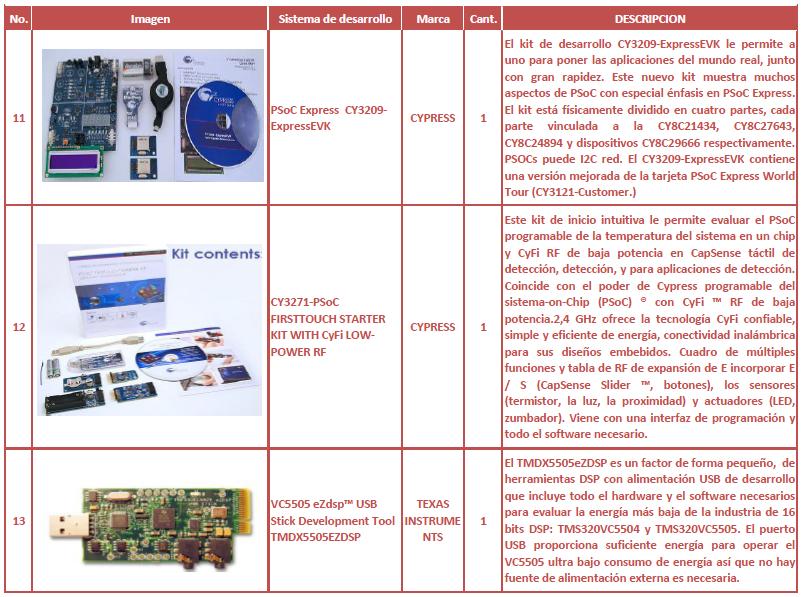 No. Imagen Sistema de desarrollo Marca Cant. DESCRIPCION
11
CYPRESS
PSoC Express CY3209-
ExpressEVK
CYPRESS
1
El kit de desarrollo CY3209-ExpressEVK le permite a
uno para poner las aplicaciones del mundo real, junto
con gran rapidez. Este nuevo kit muestra muchos
aspectos de PSoC con especial énfasis en PSoC Express.
El kit está físicamente dividido en cuatro partes, cada
parte vinculada a la CY8C21434, CY8C27643,
CY8C24894 y dispositivos CY8C29666 respectivamente.
PSOCs puede I2C red. El CY3209-ExpressEVK contiene
una versión mejorada de la tarjeta PSoC Express World
Tour (CY3121-Customer.)
12
Kit contents:
CY3271-PSoC
FIRSTTOUCH STARTER
KIT WITH CyFi LOW-
POWER RF
CYPRESS
1
Este kit de inicio intuitiva le permite evaluar el PSoC
programable de la temperatura del sistema en un chip
y CyFi RF de baja potencia en CapSense táctil de
detección, detección, y para aplicaciones de detección.
Coincide con el poder de Cypress programable del
sistema-on-Chip (PSoC) ® con CyFi ™ RF de baja
potencia.2,4 GHz ofrece la tecnología CyFi confiable,
simple y eficiente de energía, conectividad inalámbrica
para sus diseños embebidos. Cuadro de múltiples
funciones y tabla de RF de expansión de E incorporar E
/ S (CapSense Slider ™, botones), los sensores
(termistor, la luz, la proximidad) y actuadores (LED,
zumbador). Viene con una interfaz de programación y
todo el software necesario.
13
VC5505 eZdsp™ USB
Stick Development Tool
TMDX5505EZDSP
TEXAS
INSTRUME
NTS
1
El TMDX5505eZDSP es un factor de forma pequeño, de
herramientas DSP con alimentación USB de desarrollo
que incluye todo el hardware y el software necesarios
para evaluar la energía más baja de la industria de 16
bits DSP: TMS320VC5504 y TMS320VC5505. El puerto
USB proporciona suficiente energía para operar el
VC5505 ultra bajo consumo de energía así que no hay
fuente de alimentación externa es necesaria.